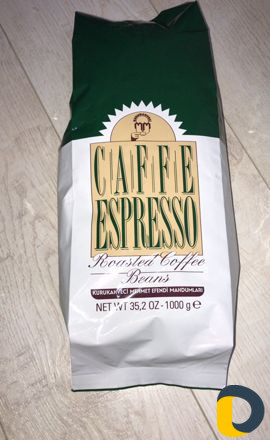 CAFFE
ESPRESSO
Roasted Coffee
Beans
KURUKAHVECİ MEHMET EFENDİ MAHDUMLARI
NET WT 35,2 OZ - 1000 g ℮